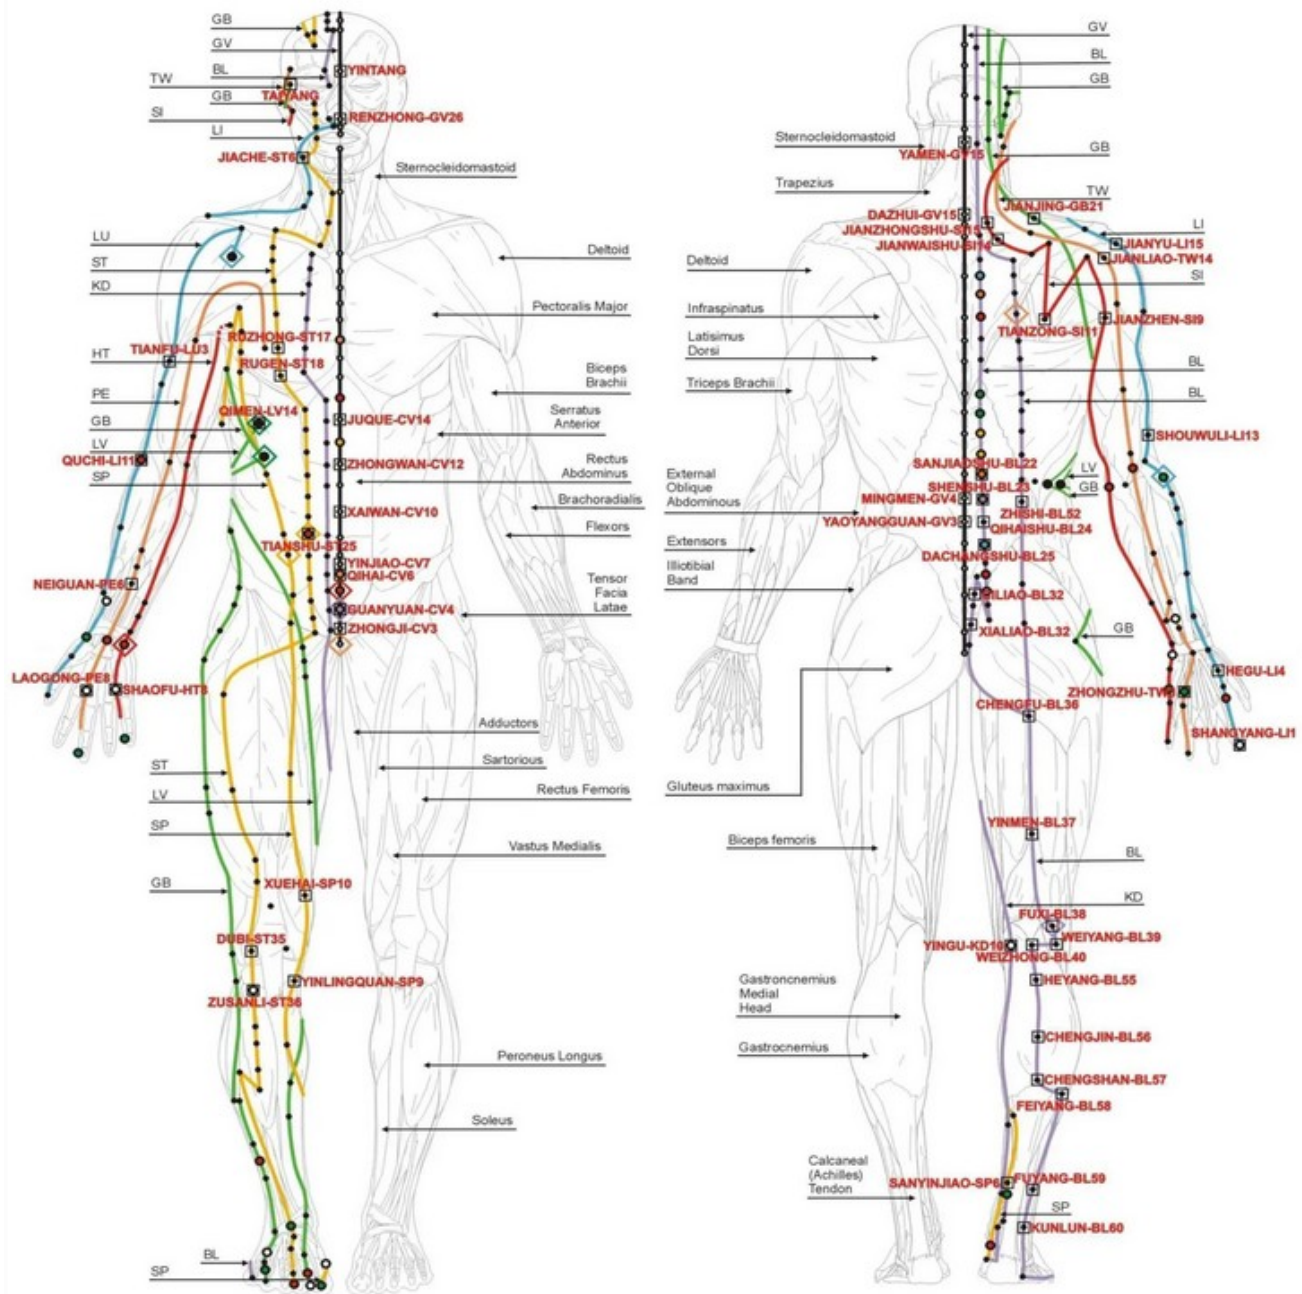 GB
GV
BL
TW
YINTANG
TAIYANG
GB
SI
RENZHONG-GV26
LI
JIACHE-ST6
Sternocleidomastoid
LU
ST
KD
Deltoid
Pectoralis Major
RUZHONG-ST17
TIANFU-LU3
HT
RUGEN-ST18
PE
Biceps
Brachii
QIMEN-LV14
JUQUE-CV14
Serratus
Anterior
GB
LV
QUCHI-LI11
ZHONGWAN-CV12
SP
Rectus
Abdominus
Brachoradialis
XAIWAN-CV10
Flexors
TIANSHU-ST25
YINJIAO-CV7
QIHAI-CV6
NEIGUAN-PE6
Tensor
Facia
Latae
GUANYUAN-CV4
ZHONGJI-CV3
LAOGONG-PE8
SHAOFU-HT8
Adductors
ST
Sartorious
LV
Rectus Femoris
SP
Vastus Medialis
GB
XUEHAI-SP10
DUBI-ST35
YINLINGQUAN-SP9
ZUSANLI-ST36
Peroneus Longus
Soleus
BL
SP
GV
BL
GB
Sternocleidomastoid
YAMEN-GV15
GB
Trapezius
TW
JIANJING-GB21
DAZHUI-GV15
JIANZHONGSHU-SI15
LI
JIANWAISHU-SI14
JIANYU-LI15
JIANLIAO-TW14
Deltoid
SI
Infraspinatus
TIANZONG-SI11
JIANZHEN-SI9
Latisimus
Dorsi
BL
Triceps Brachii
BL
SHOUWULI-LI13
SANJIAOSHU-BL22
External
Oblique
Abdominous
LV
GB
SHENSHU-BL23
MINGMEN-GV4
ZHISHI-BL52
YAOYANGGUAN-GV3
QIHAISHU-BL24
Extensors
DACHANGSHU-BL25
Illiotibial
Band
XIALIAO-BL32
GB
HEGU-LI4
CHENGFU-BL36
SHANGYANG-LI1
Gluteus maximus
YINMEN-BL37
Biceps femoris
BL
KD
FUXI-BL38
YINGU-KD10
WEIYANG-BL39
WEIZHONG-BL40
HEYANG-BL55
Gastroncnemius
Medial
Head
CHENGJIN-BL56
Gastrocnemius
CHENGSHAN-BL57
FEIYANG-BL58
Calcaneal
(Achilles)
Tendon
SANYINJIAO-SP6
FUYANG-BL59
SP
KUNLUN-BL60